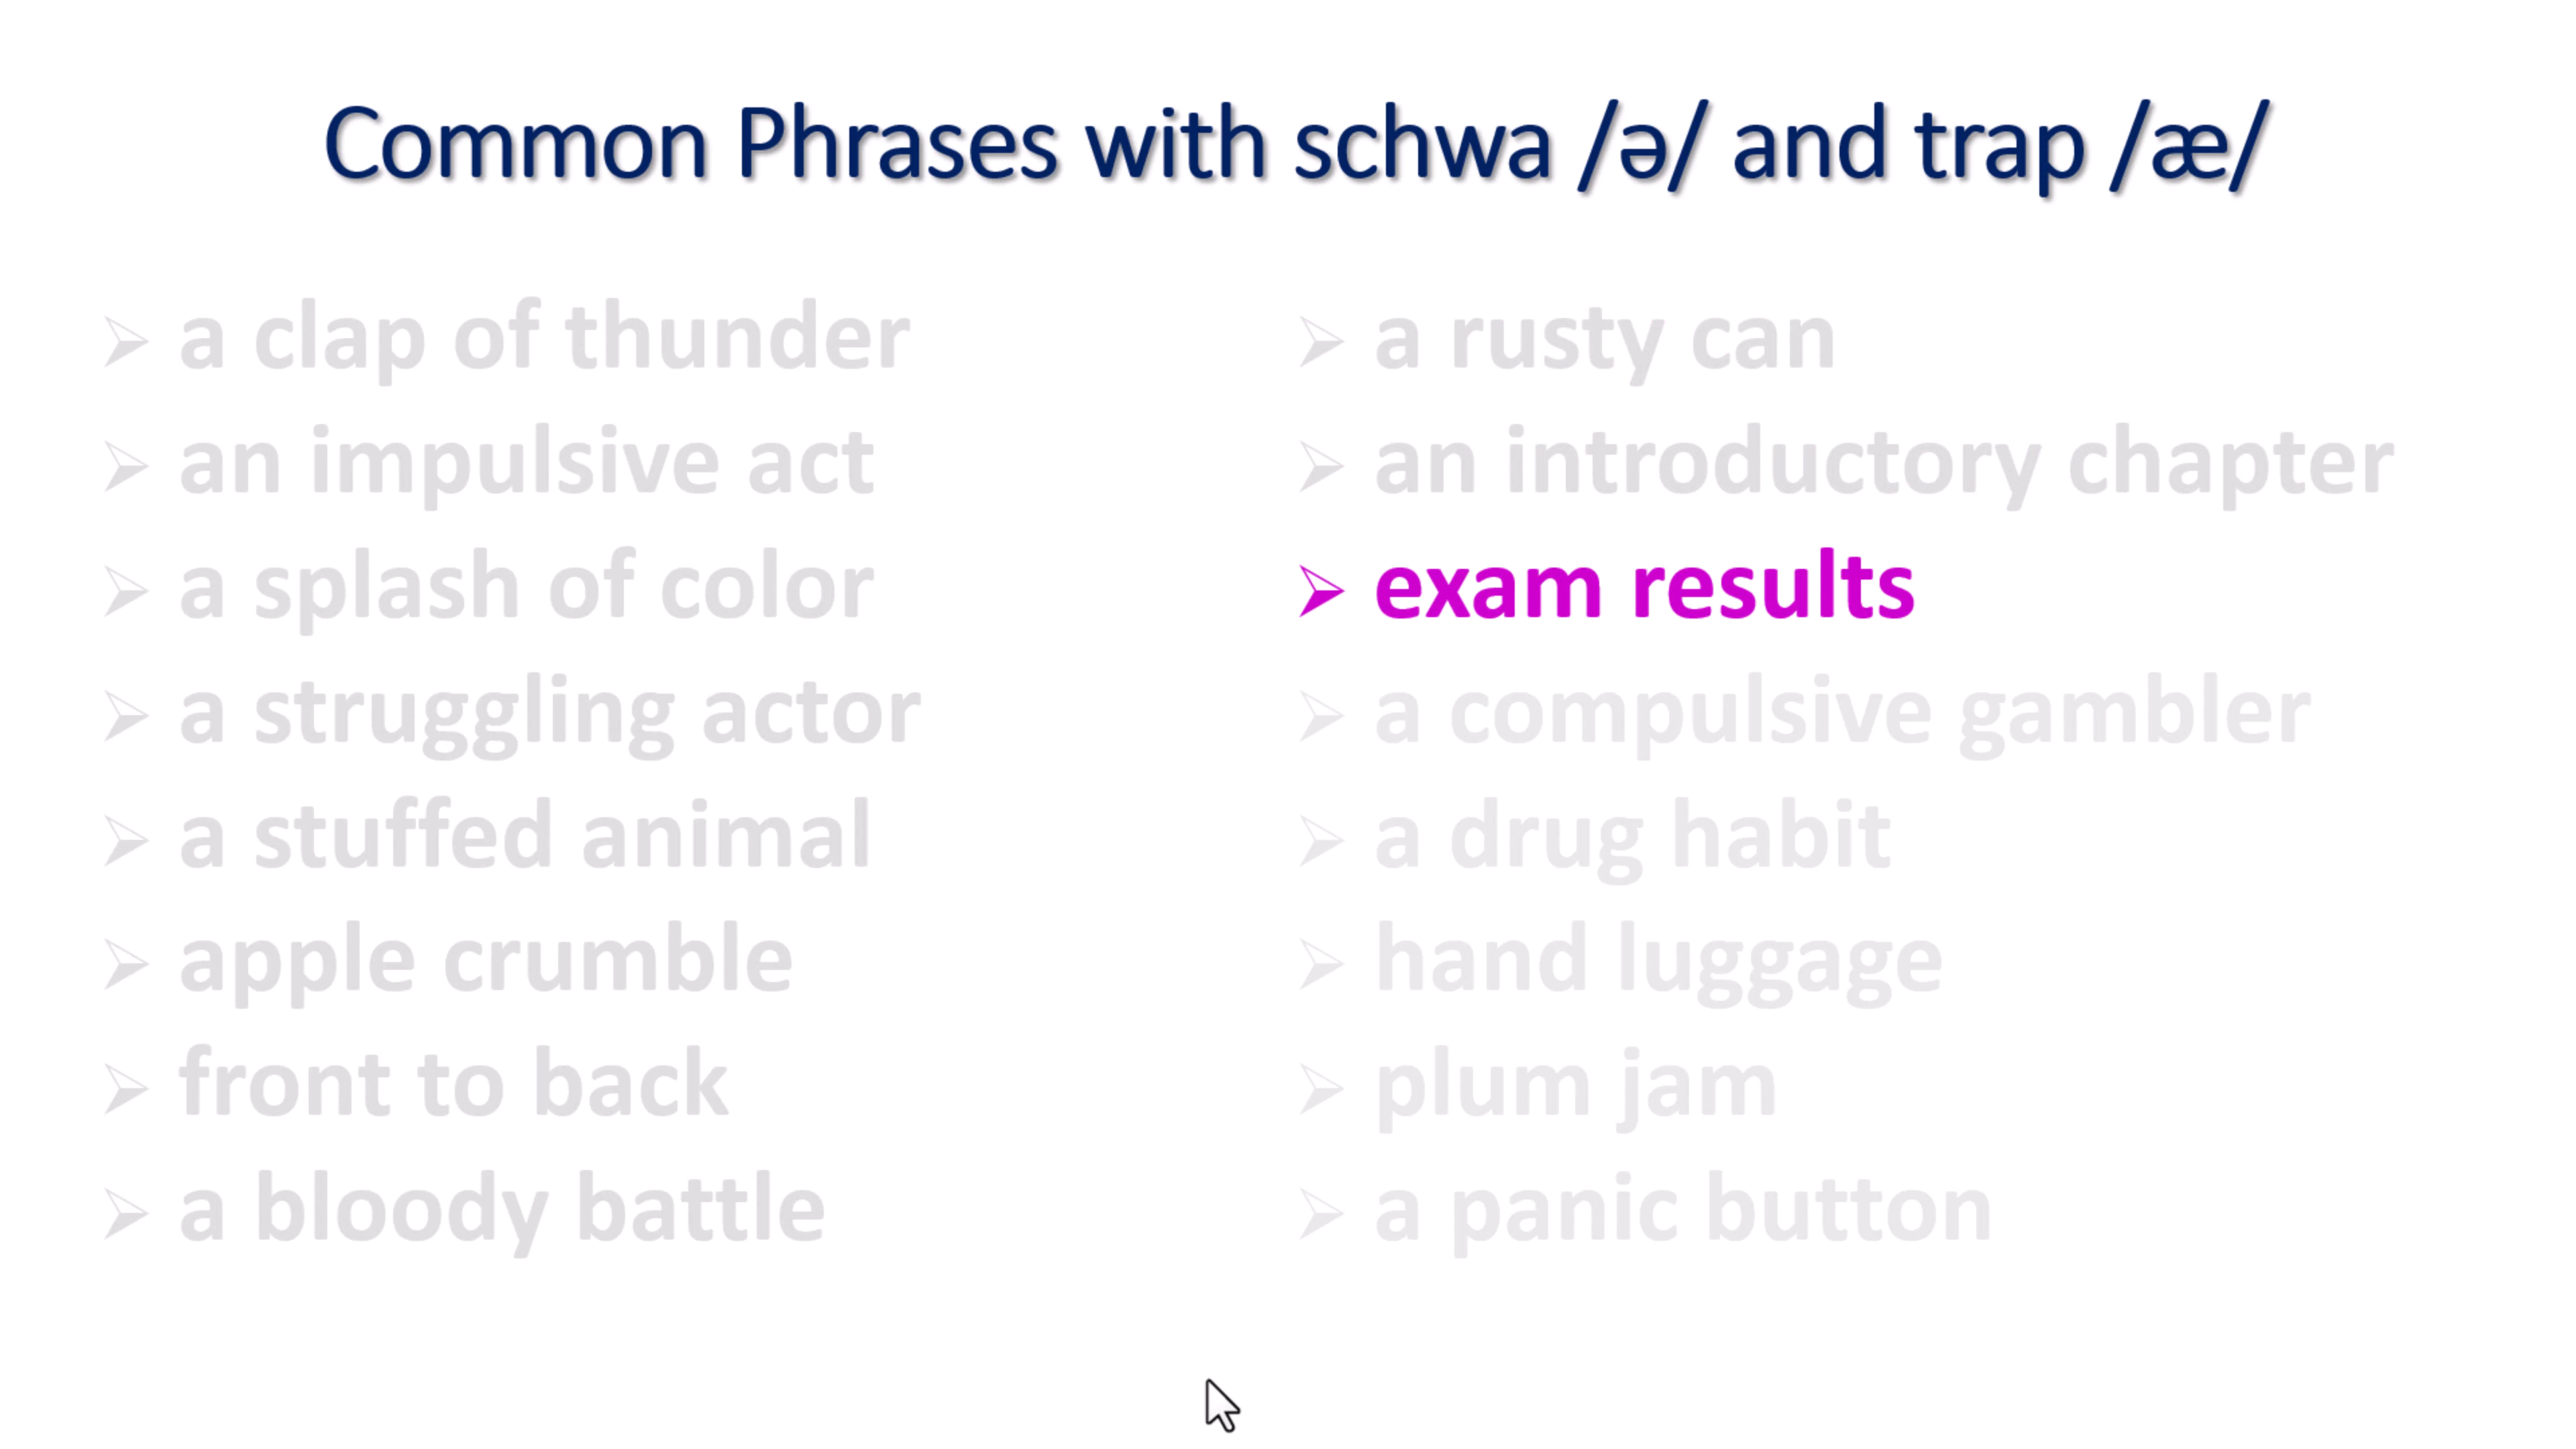 Common Phrases with schwa /ə/ and trap /æ/
➢ a clap of thunder
➢ an impulsive act
➢ a splash of color
➢ a struggling actor
➢ a stuffed animal
➢ apple crumble
➢ front to back
➢ a bloody battle
➢ a rusty can
➢ an introductory chapter
➢ exam results
➢ a compulsive gambler
➢ a drug habit
➢ hand luggage
➢ plum jam
➢ a panic button